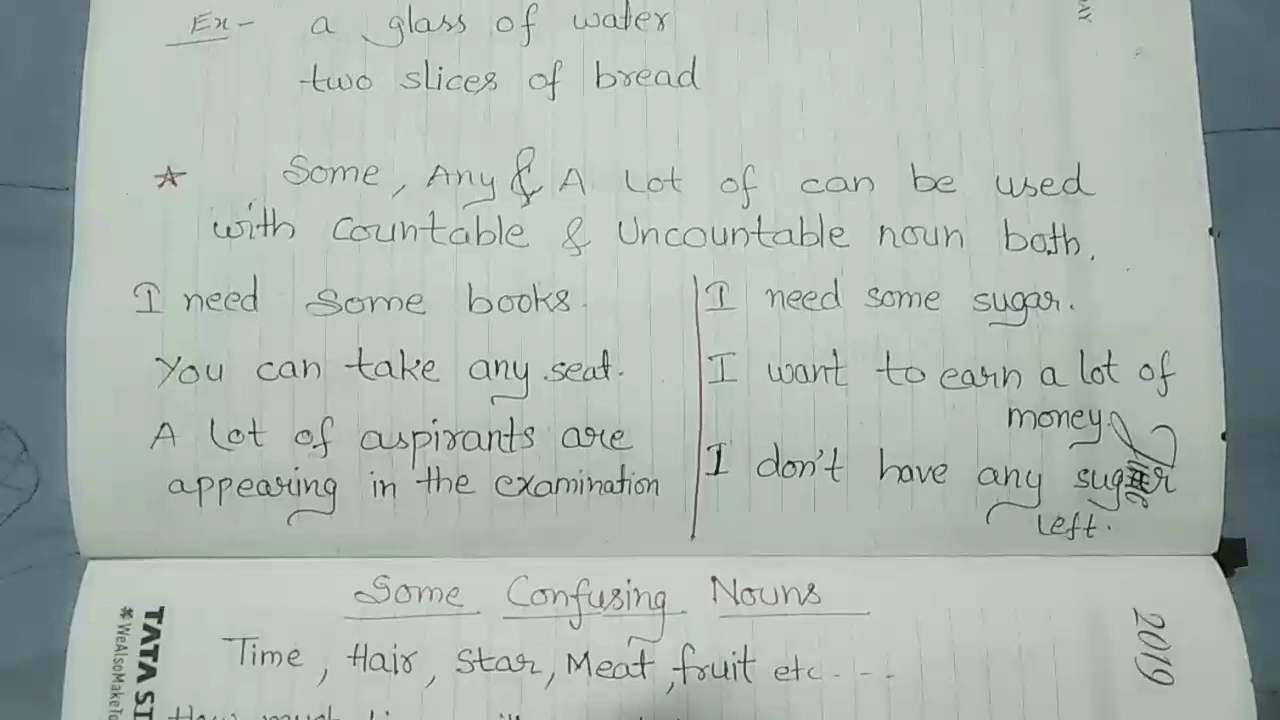 Ex- a glass of water
two slices of bread
Some, Any & A lot of can be used
with countable & Uncountable noun both.
I need some books.
You can take any seat.
A lot of aspirants are
appearing in the examination
I need some sugar.
I want to earn a lot of
money.
I don't have any sugar
left.
Some Confusing Nouns
Time, Hair, Star, Meat, fruit etc----
TATA ST
#WeAlsoMakeTo
2019